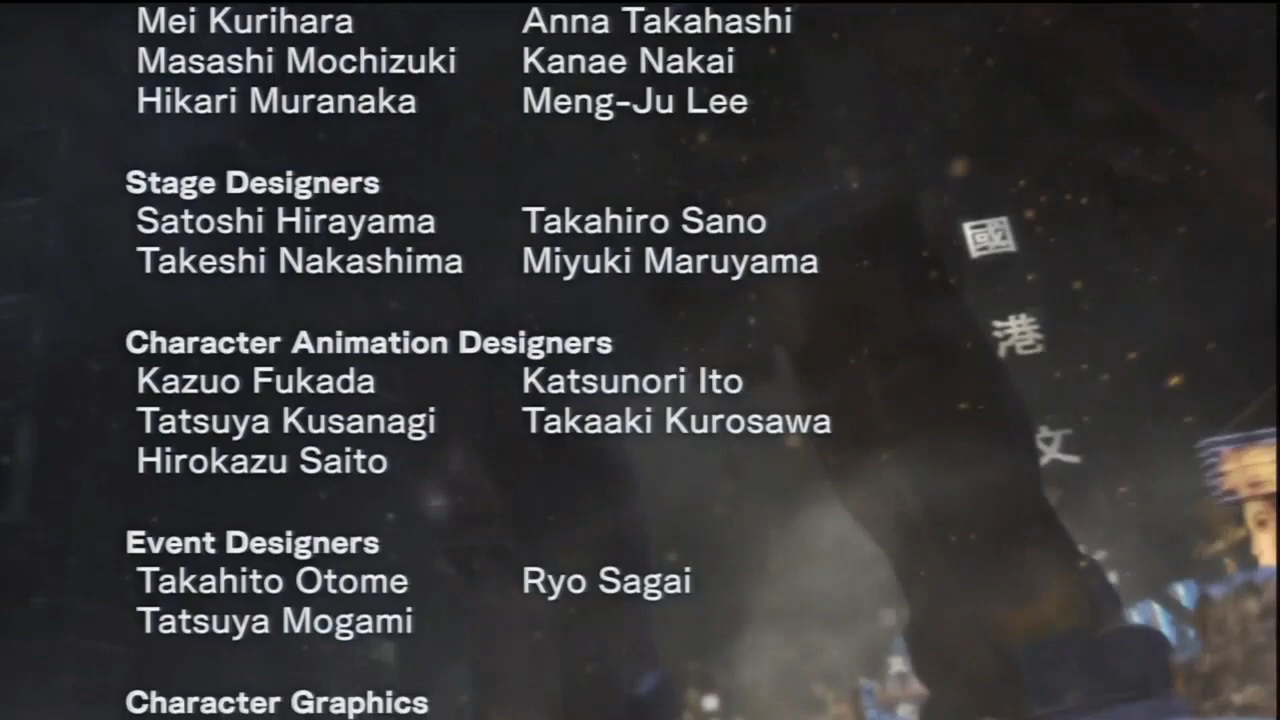 Mei Kurihara Anna Takahashi
Masashi Mochizuki Kanae Nakai
Hikari Muranaka Meng-Ju Lee
Stage Designers
Satoshi Hirayama Takahiro Sano
Takeshi Nakashima Miyuki Maruyama
Character Animation Designers
Kazuo Fukada Katsunori Ito
Tatsuya Kusanagi Takaaki Kurosawa
Hirokazu Saito
Event Designers
Takahito Otome Ryo Sagai
Tatsuya Mogami
Character Graphics
國
港
文